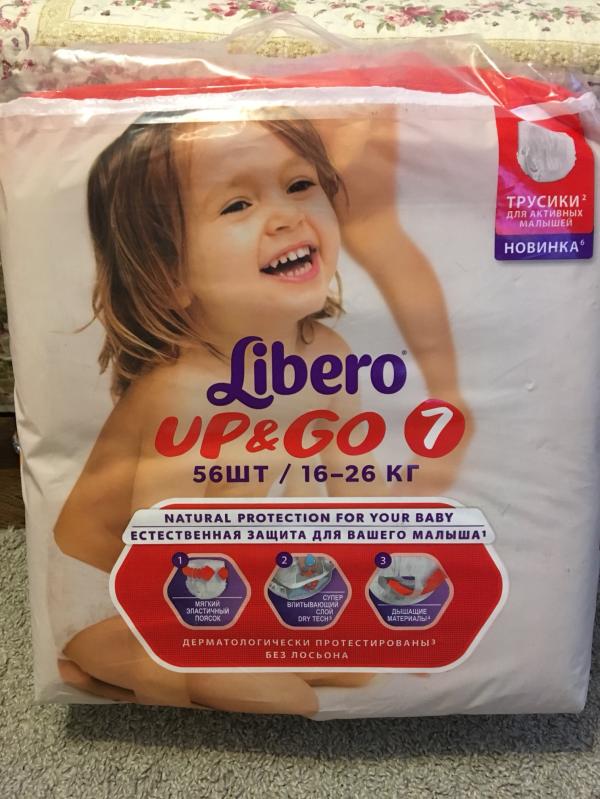 ТРУСИКИ²
ДЛЯ АКТИВНЫХ
МАЛЫШЕЙ
НОВИНКА⁶
Libero®
UP&GO 7
56ШТ / 16–26 КГ
NATURAL PROTECTION FOR YOUR BABY
ЕСТЕСТВЕННАЯ ЗАЩИТА ДЛЯ ВАШЕГО МАЛЫША¹
1
МЯГКИЙ
ЭЛАСТИЧНЫЙ
ПОЯСОК
2
СУПЕР
ВПИТЫВАЮЩИЙ
СЛОЙ
DRY TECH⁵
3
ДЫШАЩИЕ
МАТЕРИАЛЫ⁴
ДЕРМАТОЛОГИЧЕСКИ ПРОТЕСТИРОВАНЫ³
БЕЗ ЛОСЬОНА